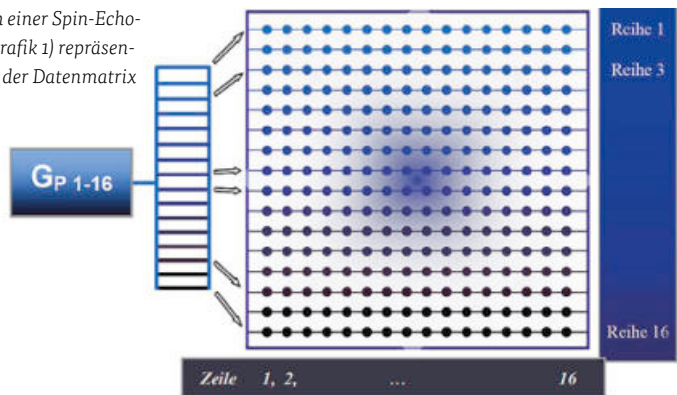 einer Spin-Echo-
rafik 1) repräsen-
der Datenmatrix
Reihe 1
Reihe 3
G P 1-16
Reihe 16
Zeile 1, 2, ... 16